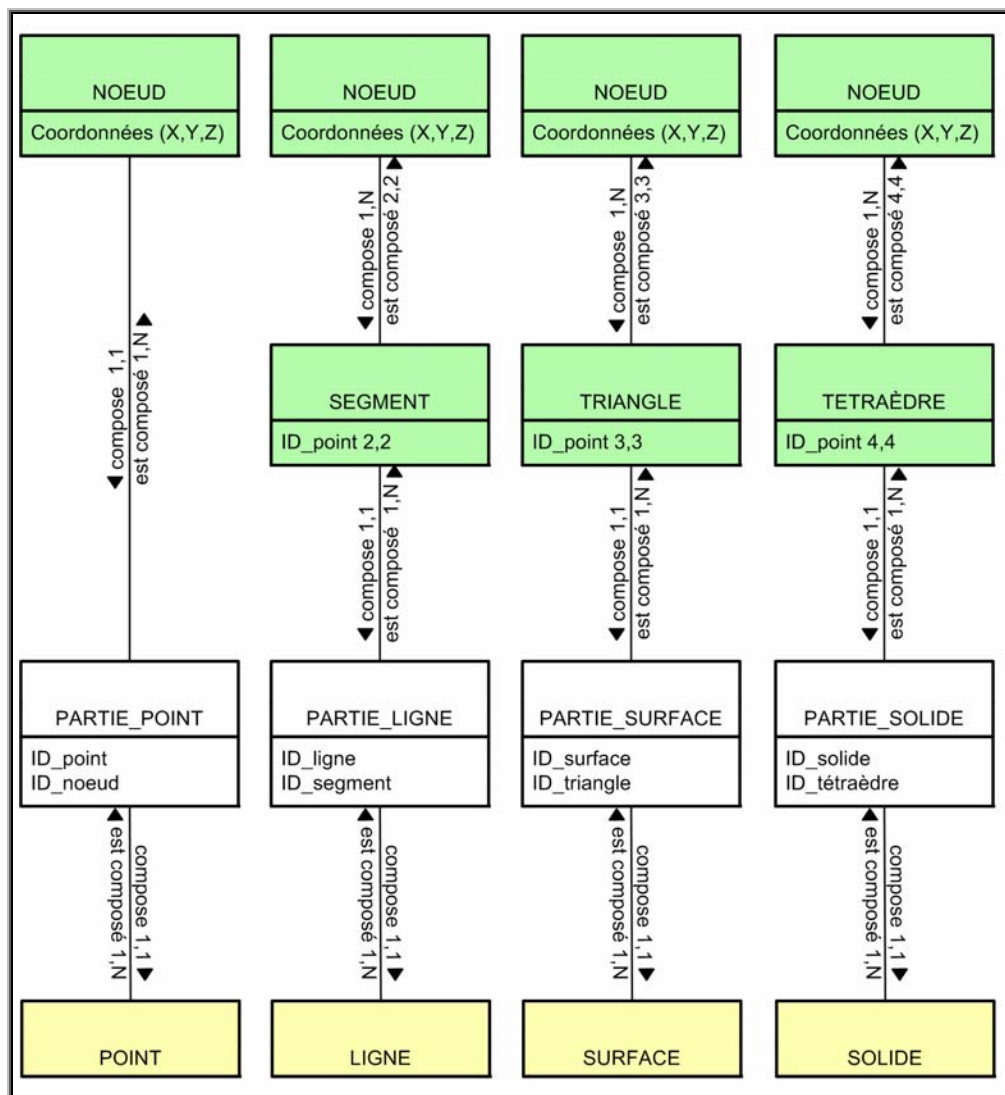 NOEUD
Coordonnées (X,Y,Z)
NOEUD
Coordonnées (X,Y,Z)
NOEUD
Coordonnées (X,Y,Z)
NOEUD
Coordonnées (X,Y,Z)
compose 1,1
est composé 1,N
compose 1,N
est composé 2,2
compose 1,N
est composé 3,3
compose 1,N
est composé 4,4
SEGMENT
ID_point 2,2
TRIANGLE
ID_point 3,3
TETRAÈDRE
ID_point 4,4
compose 1,1
est composé 1,N
compose 1,1
est composé 1,N
compose 1,1
est composé 1,N
PARTIE_POINT
ID_point
ID_noeud
PARTIE_LIGNE
ID_ligne
ID_segment
PARTIE_SURFACE
ID_surface
ID_triangle
PARTIE_SOLIDE
ID_solide
ID_tétraèdre
est composé 1,N
compose 1,1
est composé 1,N
compose 1,1
est composé 1,N
compose 1,1
est composé 1,N
compose 1,1
POINT
LIGNE
SURFACE
SOLIDE